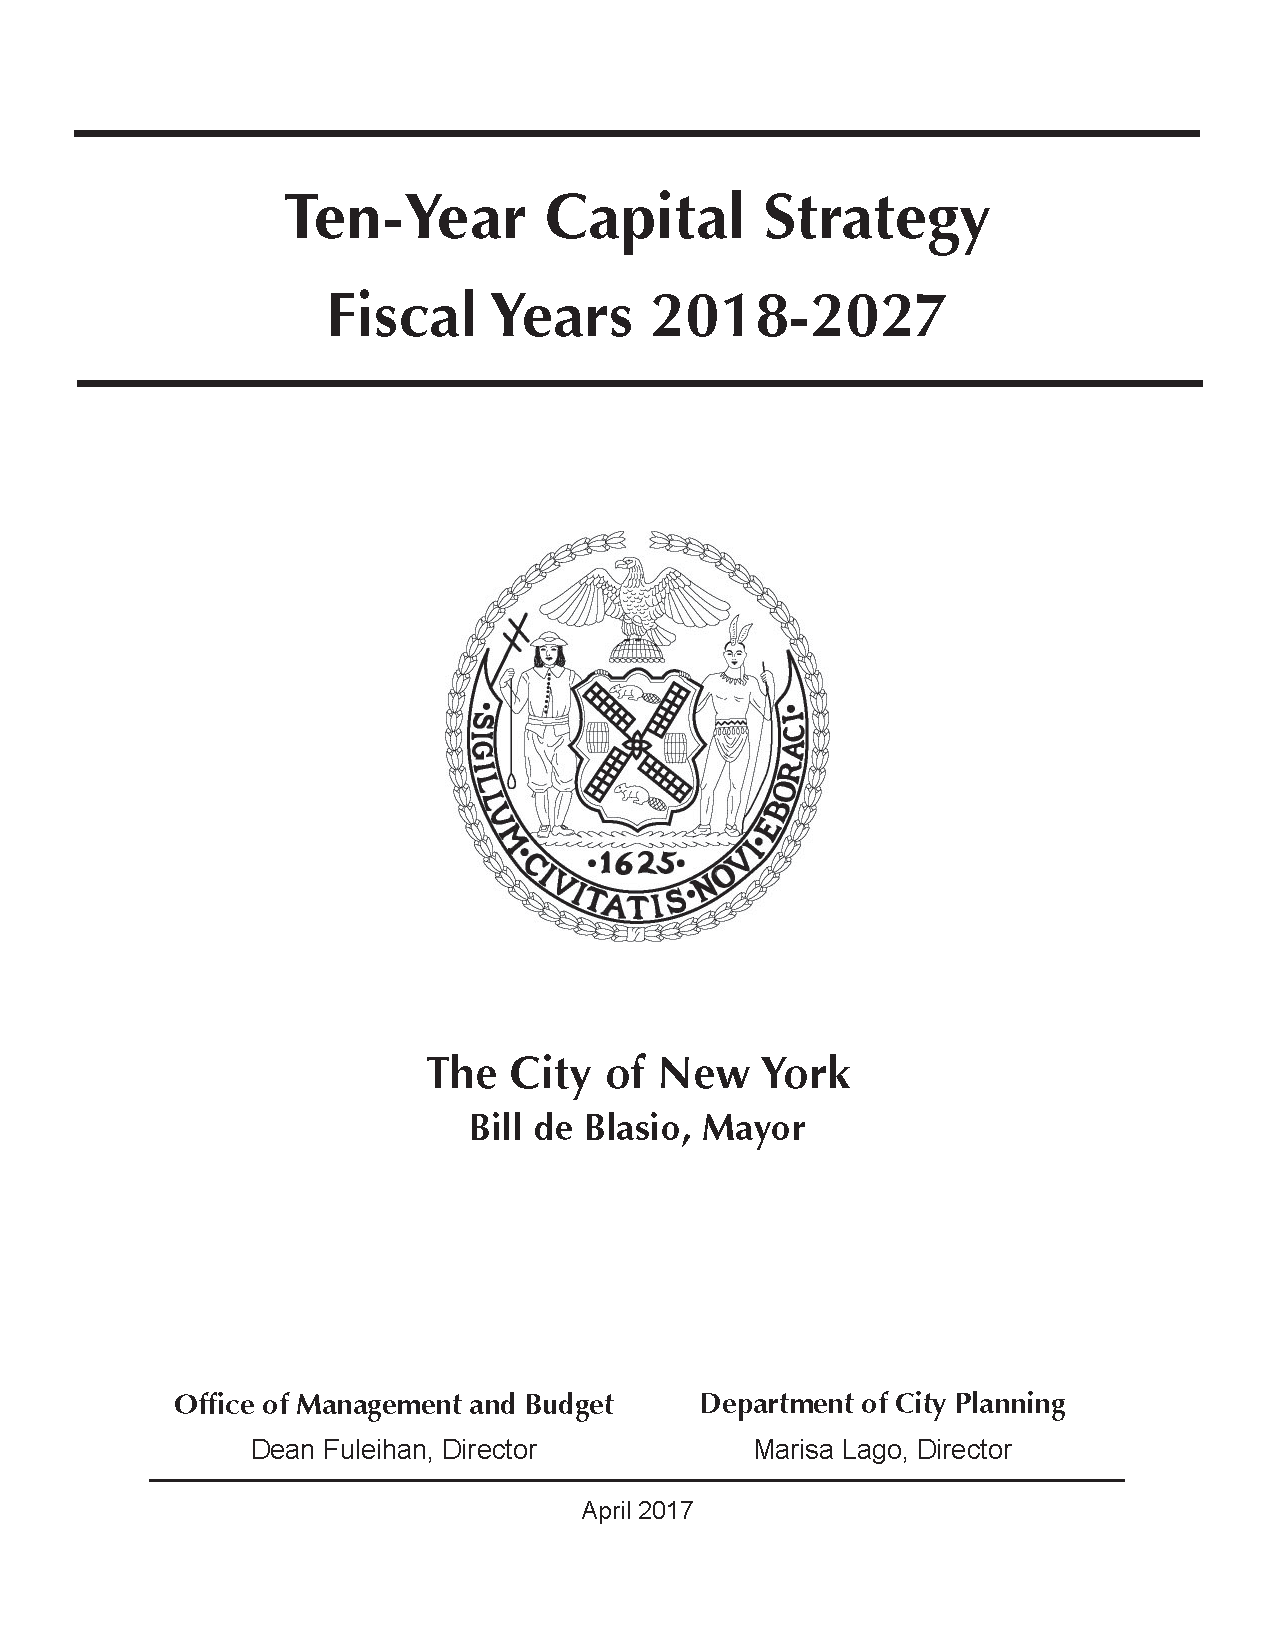 Ten-Year Capital Strategy
Fiscal Years 2018-2027
·SIGILLUM·CIVITATIS·NOVI·EBORACI·
·1625·
The City of New York
Bill de Blasio, Mayor
Office of Management and Budget
Dean Fuleihan, Director
Department of City Planning
Marisa Lago, Director
April 2017